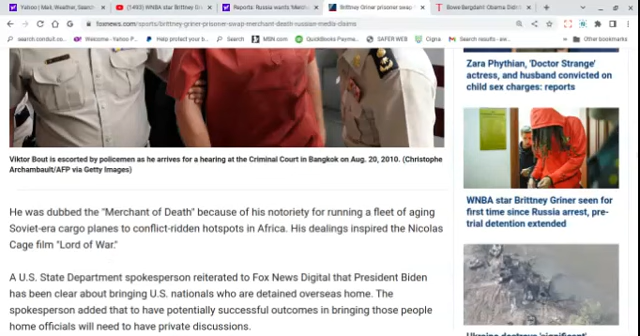 Yahoo | Mail, Weather, Search
(1493) WNBA star Brittney Gri
Reports: Russia wants 'Merch
Brittney Griner prisoner swap
Bowe Bergdahl! Obama Didn't
foxnews.com/sports/brittney-griner-prisoner-swap-merchant-death-russian-media-claims
search.conduit.co...
Welcome - Yahoo P...
Help protect your b...
Search
MSN.com
QuickBooks Payme...
SAFER WEB
Cigna
Search results - ele...
Other bookmarks
Viktor Bout is escorted by policemen as he arrives for a hearing at the Criminal Court in Bangkok on Aug. 20, 2010. (Christophe
Archambault/AFP via Getty Images)
He was dubbed the "Merchant of Death" because of his notoriety for running a fleet of aging
Soviet-era cargo planes to conflict-ridden hotspots in Africa. His dealings inspired the Nicolas
Cage film "Lord of War."
A U.S. State Department spokesperson reiterated to Fox News Digital that President Biden
has been clear about bringing U.S. nationals who are detained overseas home. The
spokesperson added that to have potentially successful outcomes in bringing those people
home officials will need to have private discussions.
Zara Phythian, 'Doctor Strange'
actress, and husband convicted on
child sex charges: reports
WNBA star Brittney Griner seen for
first time since Russia arrest, pre-
trial detention extended
Ukraine destroys 'significant'